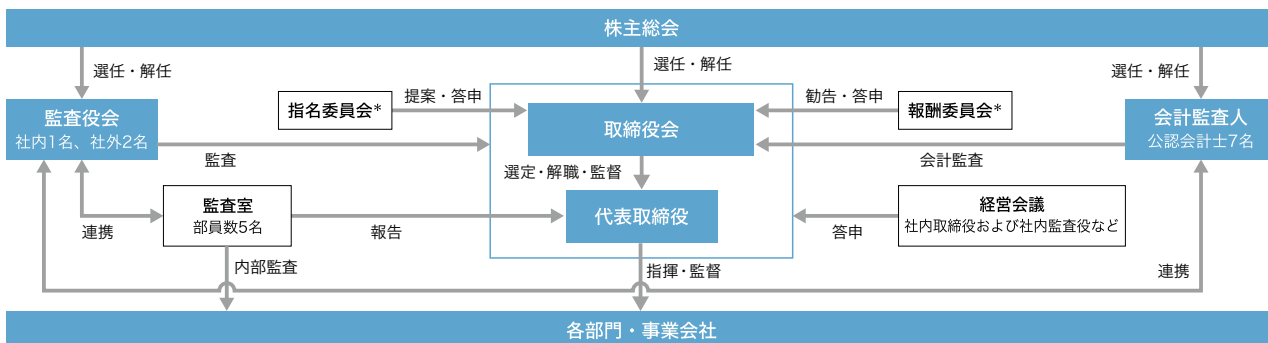 株主総会
選任・解任
選任・解任
選任・解任
監査役会
社内1名、社外2名
指名委員会*
提案・答申
取締役会
勧告・答申
報酬委員会*
会計監査人
公認会計士7名
監査
会計監査
選定・解職・監督
監査室
部員数5名
連携
報告
代表取締役
答申
経営会議
社内取締役および社内監査役など
内部監査
指揮・監督
連携
各部門・事業会社